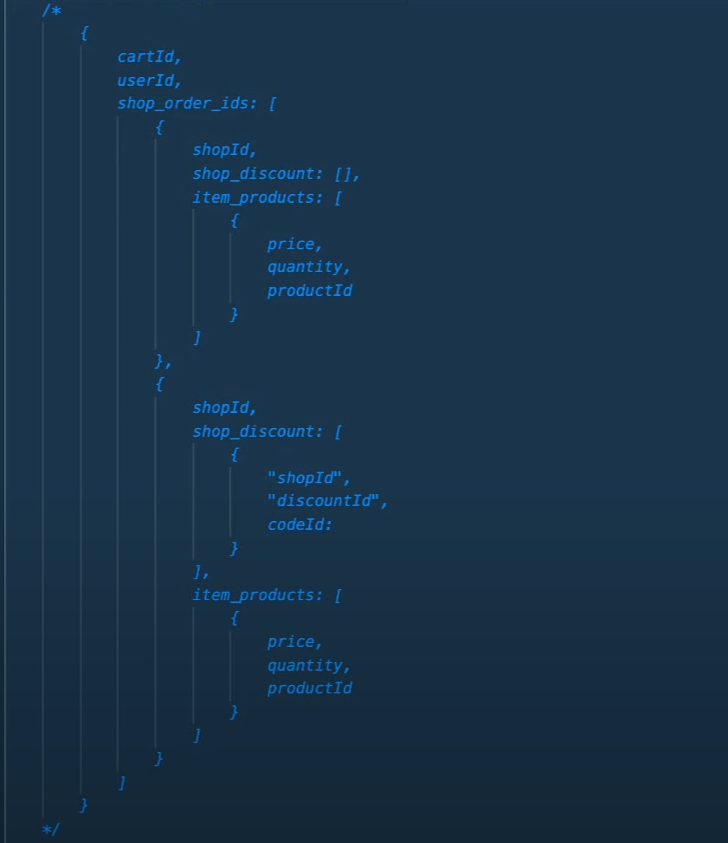 /*
{
cartId,
userId,
shop_order_ids: [
{
shopId,
shop_discount: [],
item_products: [
{
price,
quantity,
productId
}
]
},
{
shopId,
shop_discount: [
{
"shopId",
"discountId",
codeId:
}
],
item_products: [
{
price,
quantity,
productId
}
]
}
]
}
*/